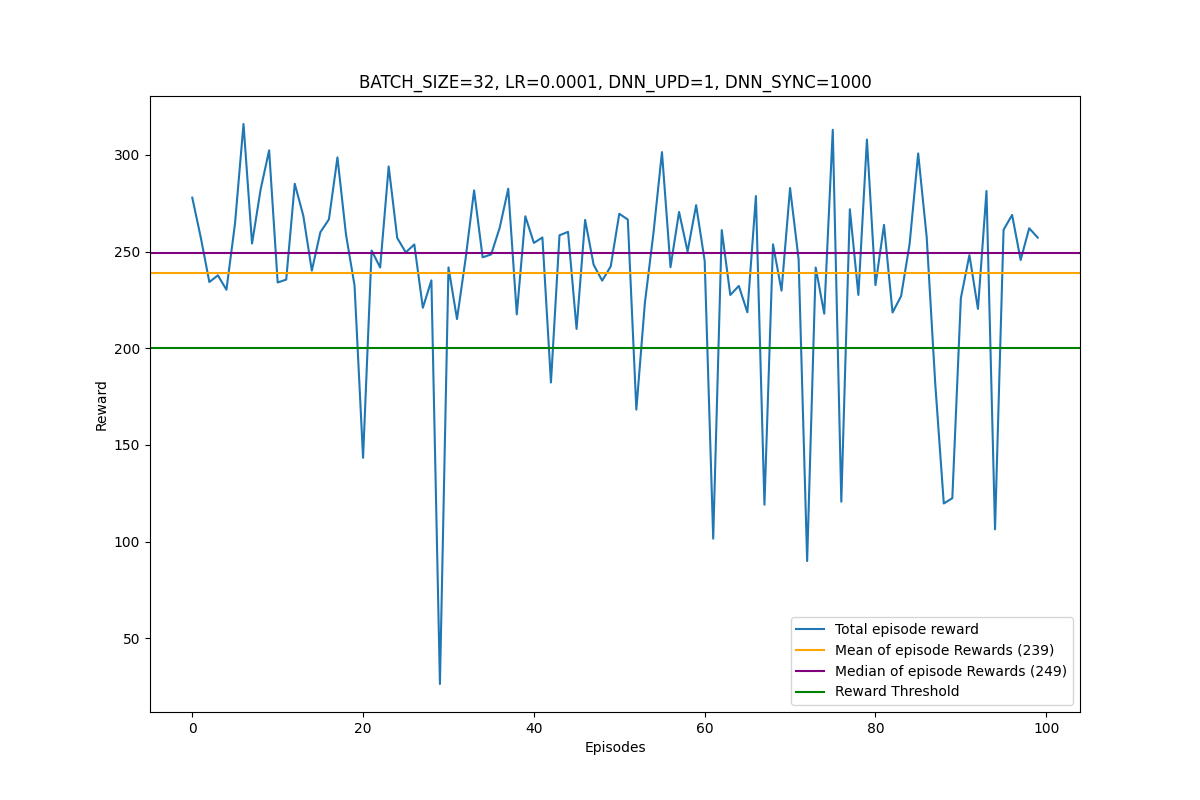 BATCH_SIZE=32, LR=0.0001, DNN_UPD=1, DNN_SYNC=1000
300
250
200
150
100
50
Reward
Total episode reward
Mean of episode Rewards (239)
Median of episode Rewards (249)
Reward Threshold
0 20 40 60 80 100
Episodes